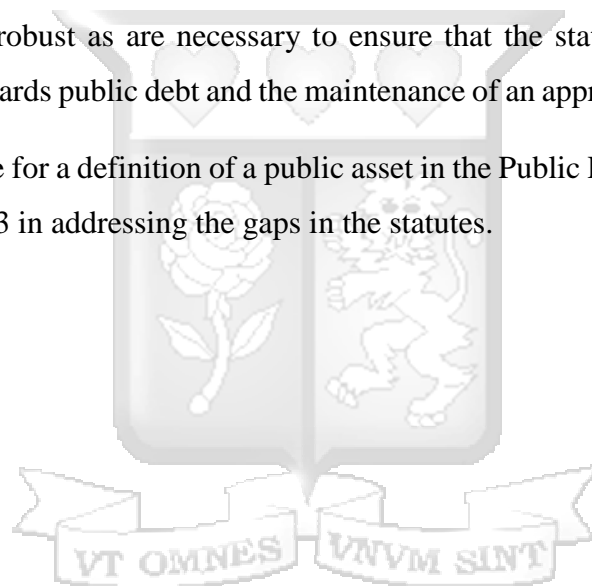 robust as are necessary to ensure that the stat
ards public debt and the maintenance of an appr
e for a definition of a public asset in the Public
3 in addressing the gaps in the statutes.
VT OMNES VNVM SINT